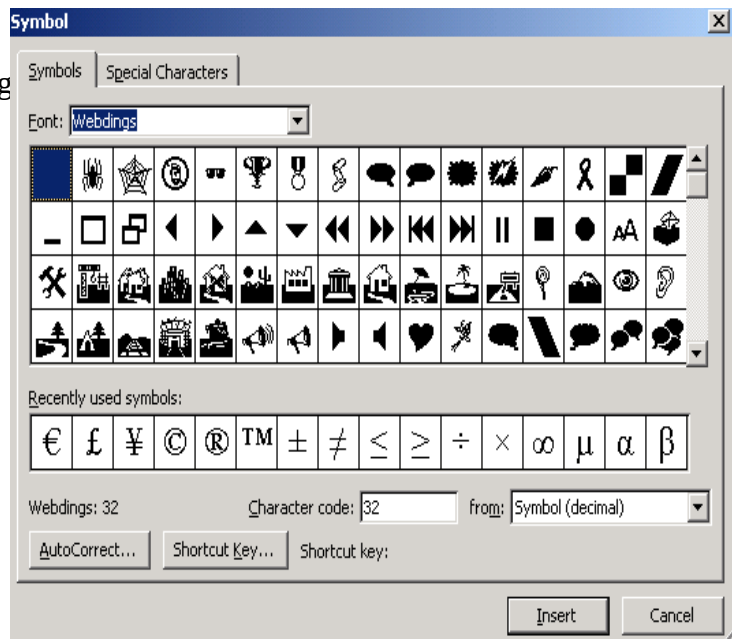 Symbol
g
Symbols Special Characters
Font: Webdings
Recently used symbols:
€ £ ¥ © ® ™ ± ≠ ≤ ≥ ÷ × ∞ µ α β
Webdings: 32 Character code: 32 from: Symbol (decimal)
AutoCorrect... Shortcut Key... Shortcut key:
Insert Cancel